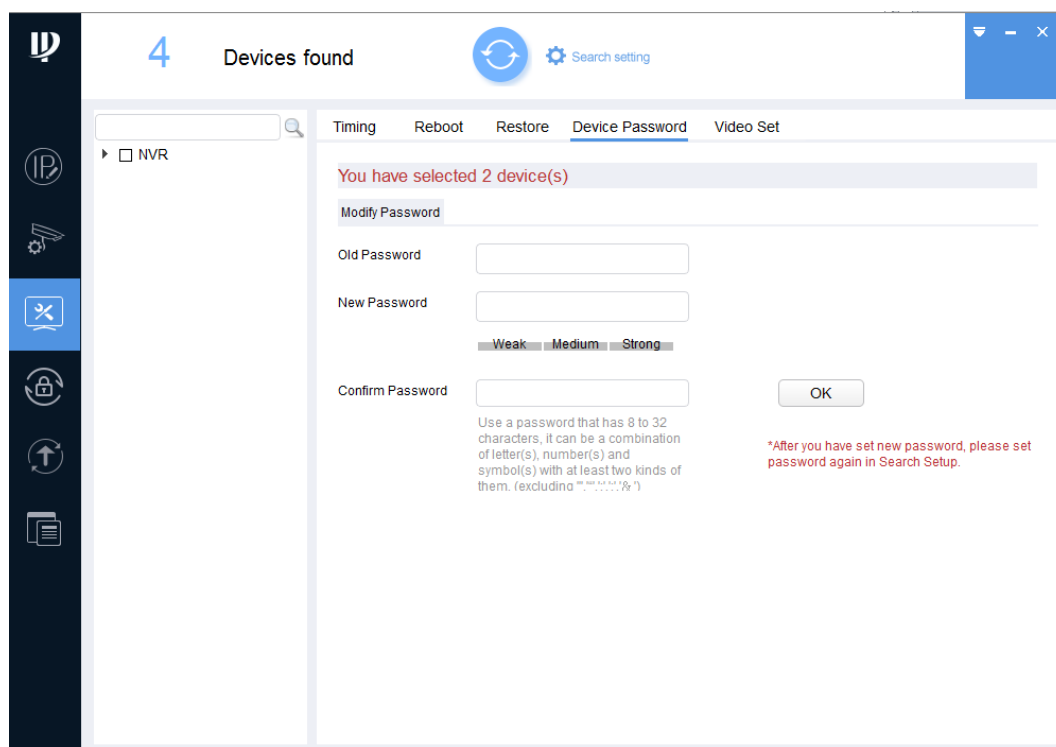 4 Devices found
Search setting
Timing Reboot Restore Device Password Video Set
NVR
You have selected 2 device(s)
Modify Password
Old Password
New Password
Weak Medium Strong
Confirm Password
OK
Use a password that has 8 to 32
characters, it can be a combination
of letter(s), number(s) and
symbol(s) with at least two kinds of
them. (excluding
*After you have set new password, please set
password again in Search Setup.